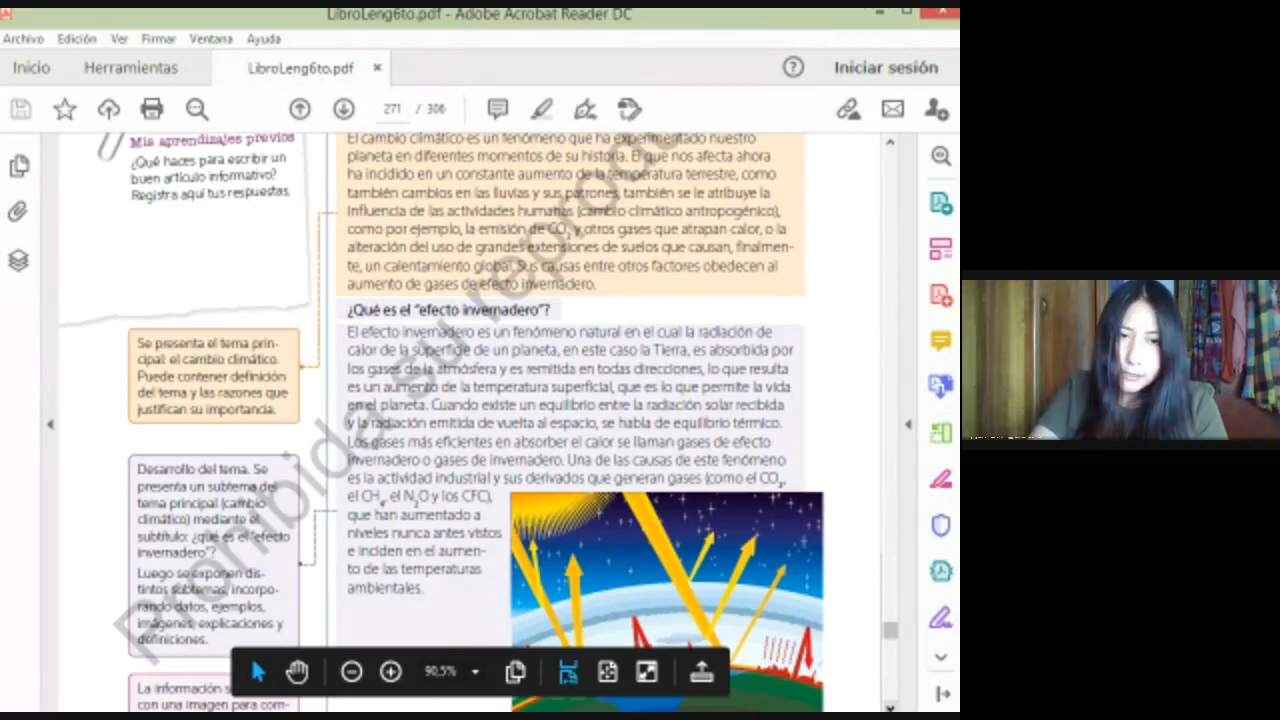 LibroLeng6to.pdf - Adobe Acrobat Reader DC
Archivo Edición Ver Firmar Ventana Ayuda
Inicio Herramientas LibroLeng6to.pdf × Iniciar sesión
271 / 306
Mis aprendizajes previos
¿Qué haces para escribir un
buen artículo informativo?
Registra aquí tus respuestas.
Se presenta el tema prin-
cipal: el cambio climático.
Puede contener definición
del tema y las razones que
justifican su importancia.
Desarrollo del tema. Se
presenta un subtema del
tema principal (cambio
climático) mediante el
subtítulo: ¿qué es el "efecto
invernadero"?
Luego se exponen dis-
tintos subtemas, incorpo-
rando datos, ejemplos,
imágenes, explicaciones y
definiciones.
La información s
con una imagen para com-
El cambio climático es un fenómeno que ha experimentado nuestro
planeta en diferentes momentos de su historia. El que nos afecta ahora
ha incidido en un constante aumento de la temperatura terrestre, como
también cambios en las lluvias y sus patrones, también se le atribuye la
influencia de las actividades humanas (cambio climático antropogénico),
como por ejemplo, la emisión de CO₂ y otros gases que atrapan calor, o la
alteración del uso de grandes extensiones de suelos que causan, finalmen-
te, un calentamiento global. Sus causas entre otros factores obedecen al
aumento de gases de efecto invernadero.
¿Qué es el "efecto invernadero"?
El efecto invernadero es un fenómeno natural en el cual la radiación de
calor de la superficie de un planeta, en este caso la Tierra, es absorbida por
los gases de la atmósfera y es remitida en todas direcciones, lo que resulta
es un aumento de la temperatura superficial, que es lo que permite la vida
en el planeta. Cuando existe un equilibrio entre la radiación solar recibida
y la radiación emitida de vuelta al espacio, se habla de equilibrio térmico.
Los gases más eficientes en absorber el calor se llaman gases de efecto
invernadero o gases de invernadero. Una de las causas de este fenómeno
es la actividad industrial y sus derivados que generan gases (como el CO₂,
el CH₄, el N₂O y los CFC),
que han aumentado a
niveles nunca antes vistos
e inciden en el aumen-
to de las temperaturas
ambientales.
Prohibida su reprodu
90,5%